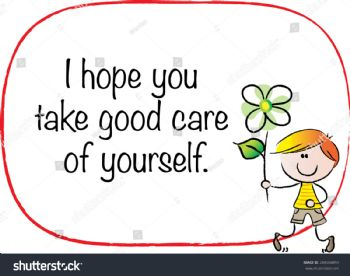 I hope you
take good care
of yourself.
shutterstock